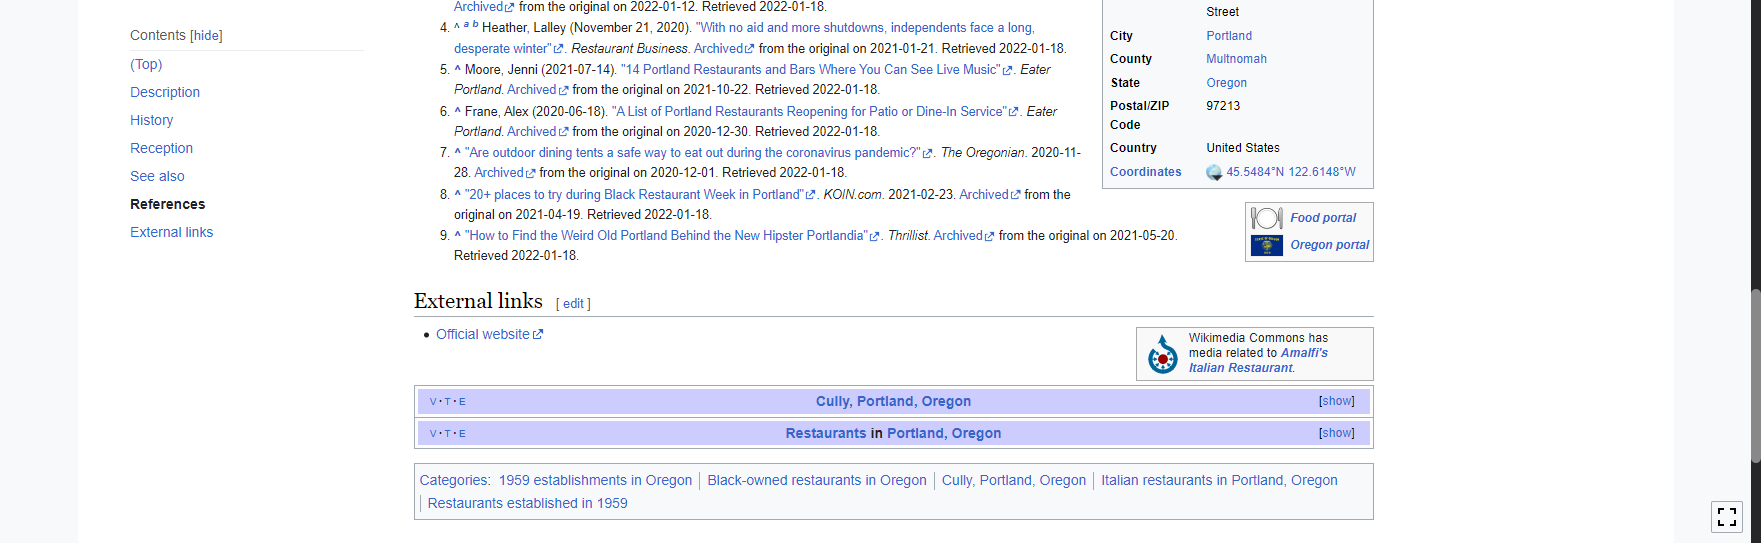 Contents [hide]
(Top)
Description
History
Reception
See also
References
External links
Archived from the original on 2022-01-12. Retrieved 2022-01-18.
4. ^ a b Heather, Lalley (November 21, 2020). "With no aid and more shutdowns, independents face a long,
desperate winter". Restaurant Business. Archived from the original on 2021-01-21. Retrieved 2022-01-18.
5. ^ Moore, Jenni (2021-07-14). "14 Portland Restaurants and Bars Where You Can See Live Music". Eater
Portland. Archived from the original on 2021-10-22. Retrieved 2022-01-18.
6. ^ Frane, Alex (2020-06-18). "A List of Portland Restaurants Reopening for Patio or Dine-In Service". Eater
Portland. Archived from the original on 2020-12-30. Retrieved 2022-01-18.
7. ^ "Are outdoor dining tents a safe way to eat out during the coronavirus pandemic?". The Oregonian. 2020-11-
28. Archived from the original on 2020-12-01. Retrieved 2022-01-18.
8. ^ "20+ places to try during Black Restaurant Week in Portland". KOIN.com. 2021-02-23. Archived from the
original on 2021-04-19. Retrieved 2022-01-18.
9. ^ "How to Find the Weird Old Portland Behind the New Hipster Portlandia". Thrillist. Archived from the original on 2021-05-20.
Retrieved 2022-01-18.
Street
City Portland
County Multnomah
State Oregon
Postal/ZIP 97213
Code
Country United States
Coordinates 45.5484°N 122.6148°W
Food portal
Oregon portal
External links [ edit ]
• Official website
Wikimedia Commons has
media related to Amalfi's
Italian Restaurant.
V · T · E Cully, Portland, Oregon [show]
V · T · E Restaurants in Portland, Oregon [show]
Categories: 1959 establishments in Oregon | Black-owned restaurants in Oregon | Cully, Portland, Oregon | Italian restaurants in Portland, Oregon
| Restaurants established in 1959